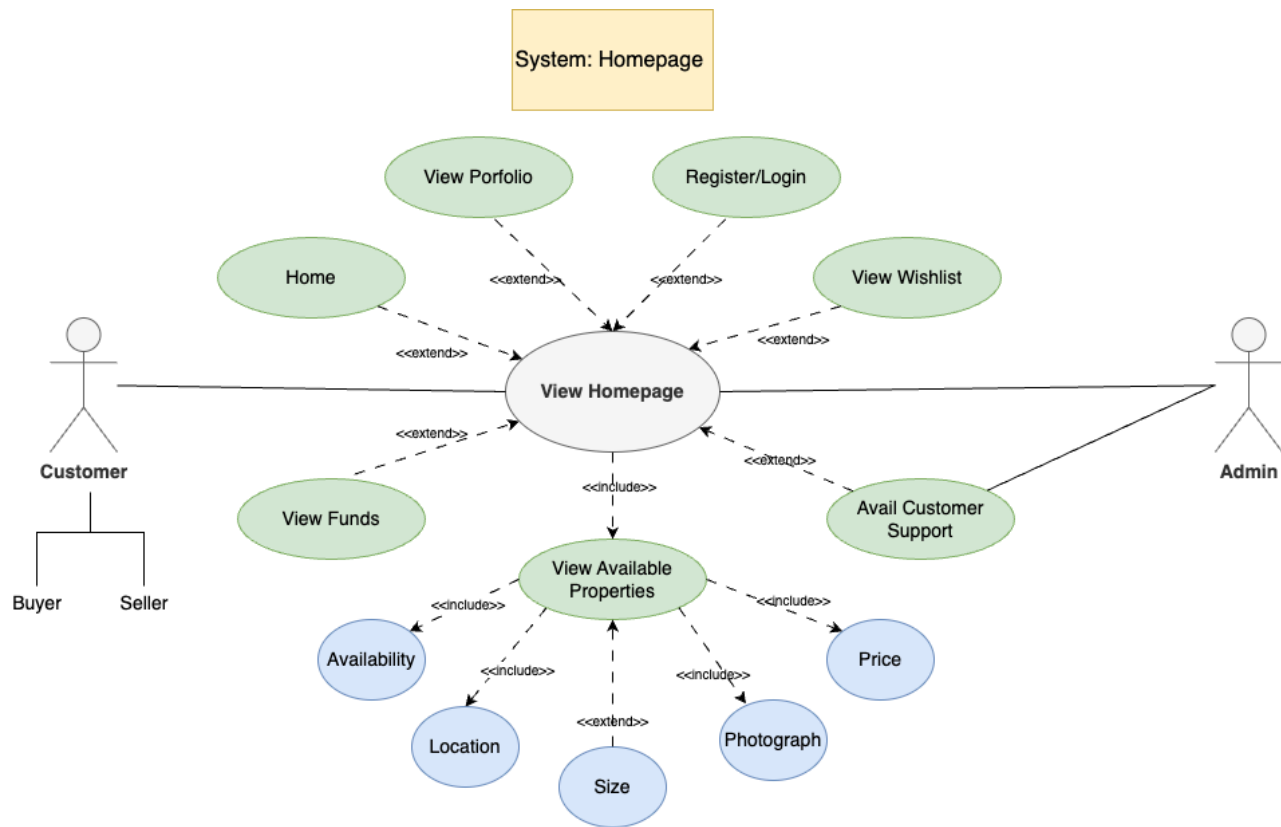 System: Homepage
View Porfolio
Register/Login
<<extend>>
<<extend>>
Home
View Wishlist
<<extend>>
<<extend>>
View Homepage
Customer
Admin
<<extend>>
<<extend>>
<<include>>
View Funds
Avail Customer
Support
View Available
Properties
Buyer
Seller
<<include>>
<<include>>
Availability
Price
<<include>>
<<include>>
Location
<<extend>>
Photograph
Size